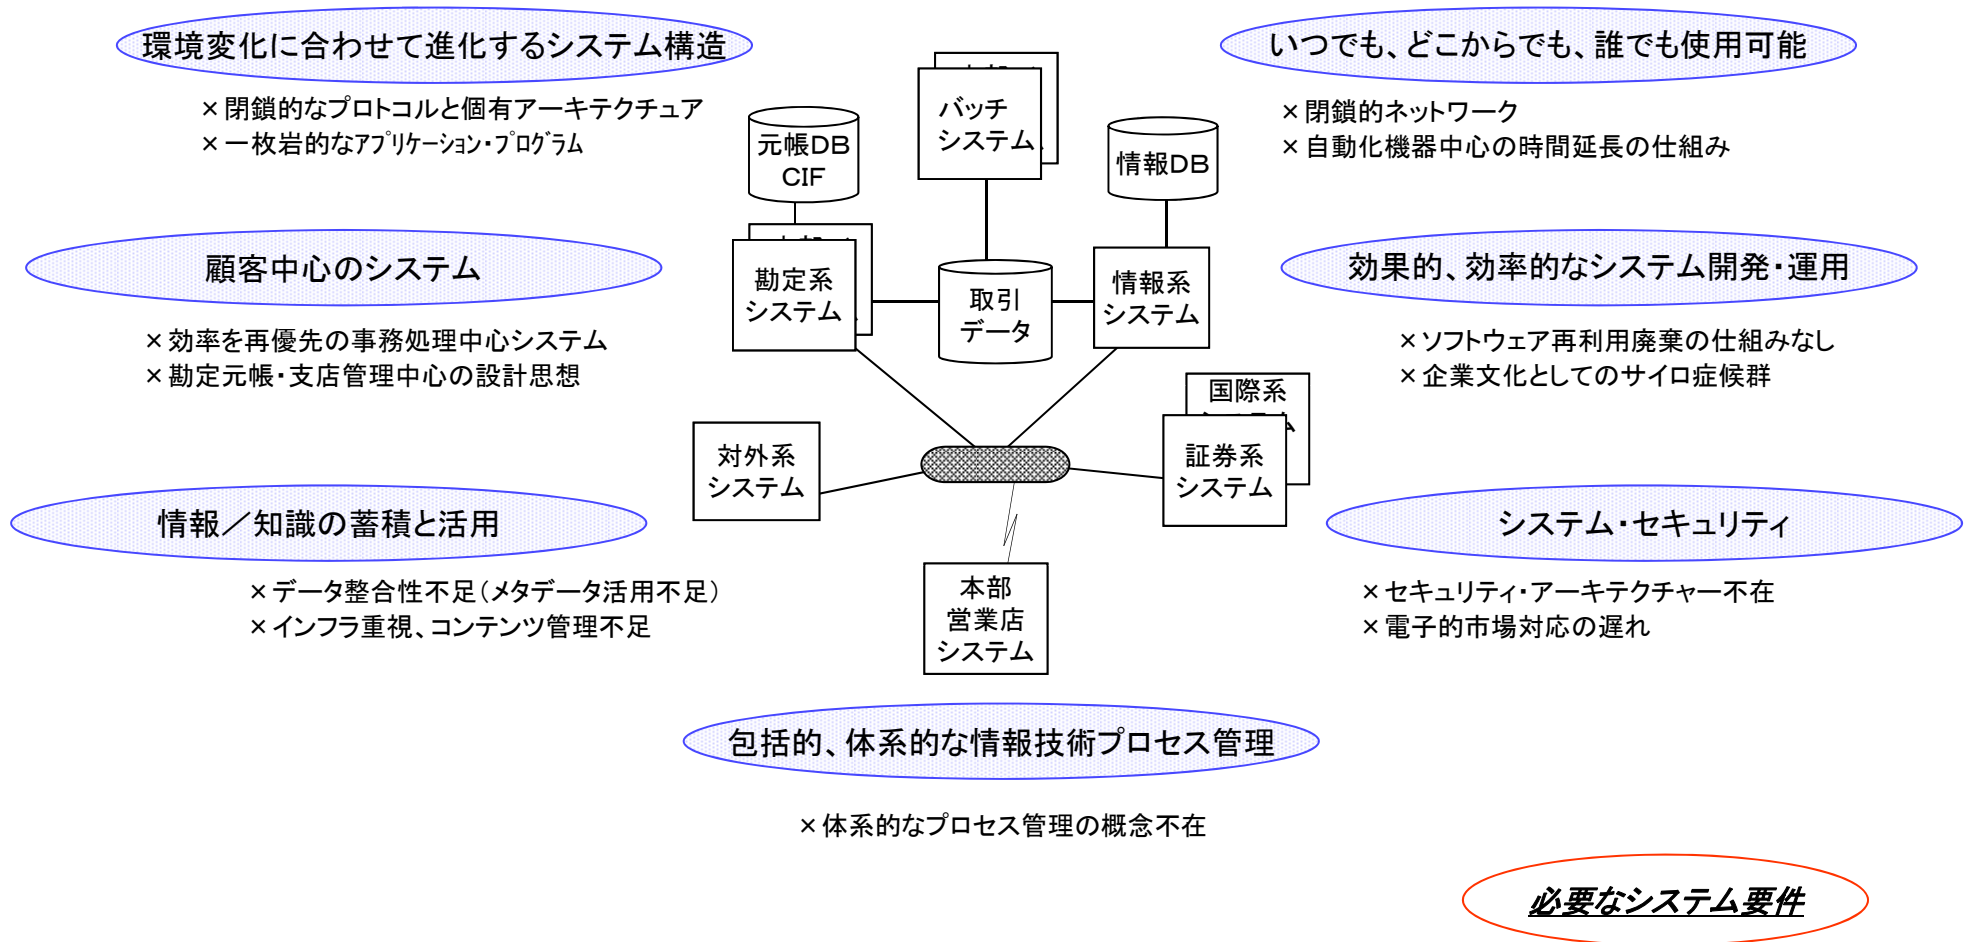 環境変化に合わせて進化するシステム構造
×閉鎖的なプロトコルと個有アーキテクチュア
×一枚岩的なｱﾌﾟﾘｹｰｼｮﾝ･ﾌﾟﾛｸﾞﾗﾑ
いつでも、どこからでも、誰でも使用可能
×閉鎖的ネットワーク
×自動化機器中心の時間延長の仕組み
バッチ
システム
元帳ＤＢ
ＣＩＦ
情報ＤＢ
顧客中心のシステム
×効率を再優先の事務処理中心システム
×勘定元帳・支店管理中心の設計思想
勘定系
システム
取引
データ
情報系
システム
効果的、効率的なシステム開発・運用
×ソフトウェア再利用廃棄の仕組みなし
×企業文化としてのサイロ症候群
国際系
対外系
システム
証券系
システム
情報／知識の蓄積と活用
×データ整合性不足（メタデータ活用不足）
×インフラ重視、コンテンツ管理不足
システム・セキュリティ
×セキュリティ・アーキテクチャー不在
×電子的市場対応の遅れ
本部
営業店
システム
包括的、体系的な情報技術プロセス管理
×体系的なプロセス管理の概念不在
必要なシステム要件